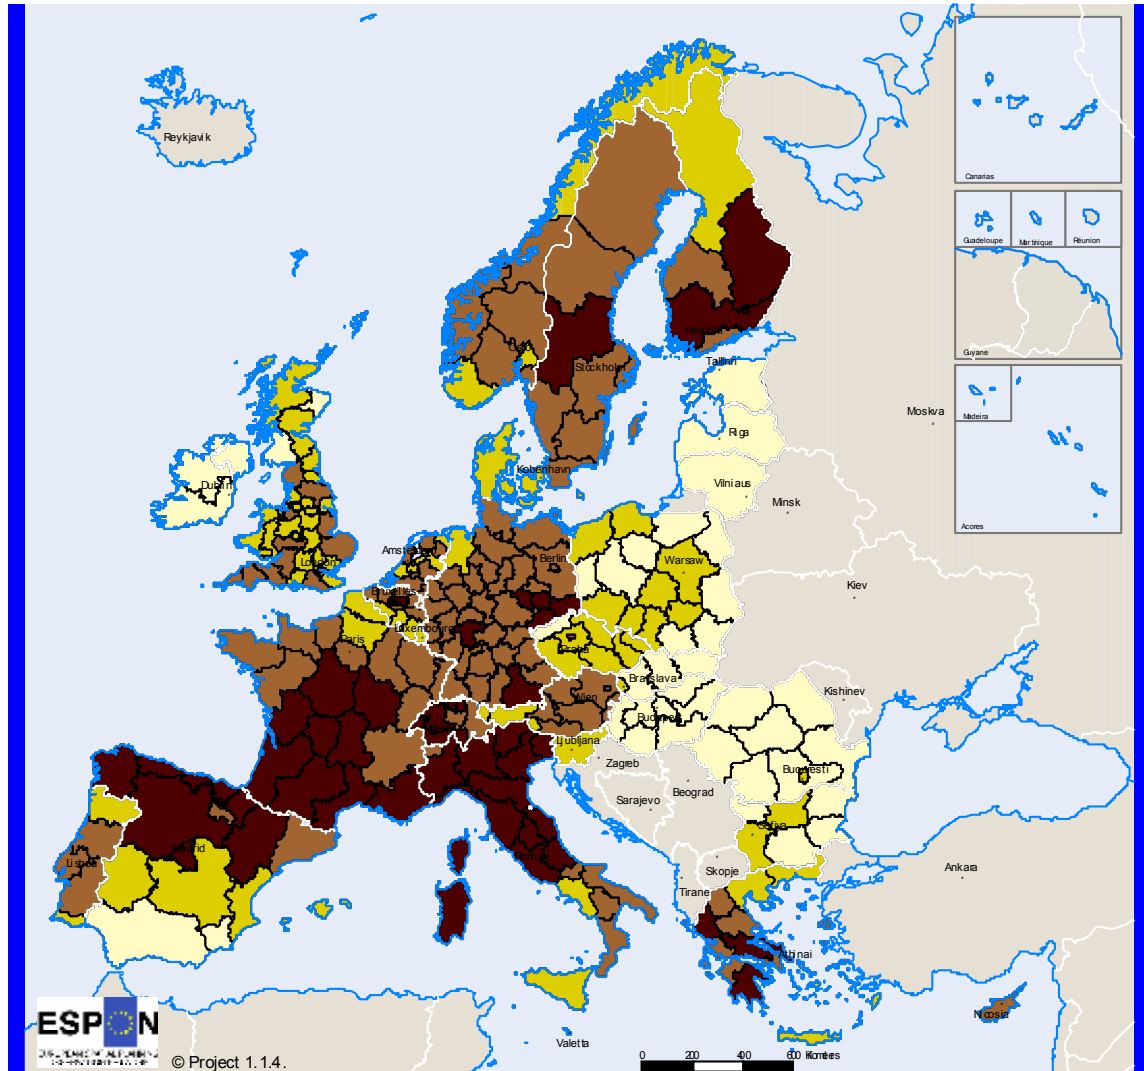 Reykjavik
Canarias
Guadeloupe
Martinique
Réunion
Guyane
Madeira
Acores
Helsinki
Oslo
Stockholm
Tallinn
Moskva
Riga
Dublin
Kobenhavn
Vilniaus
Minsk
Amsterdam
Berlin
London
Warsaw
Kiev
Bruxelles
Luxembourg
Paris
Praha
Bratislava
Wien
Kishinev
Budapest
Ljubljana
Zagreb
Bucuresti
Beograd
Sarajevo
Sofiya
Madrid
Lisboa
Roma
Skopje
Ankara
Tirane
Athinai
Nicosia
ESPON
Valetta
0 200 400 600
© Project 1.1.4.